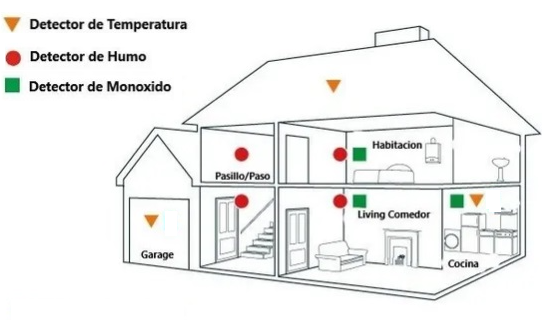 Detector de Temperatura
Detector de Humo
Detector de Monoxido
Habitacion
Pasillo/Paso
Living Comedor
Garage
Cocina